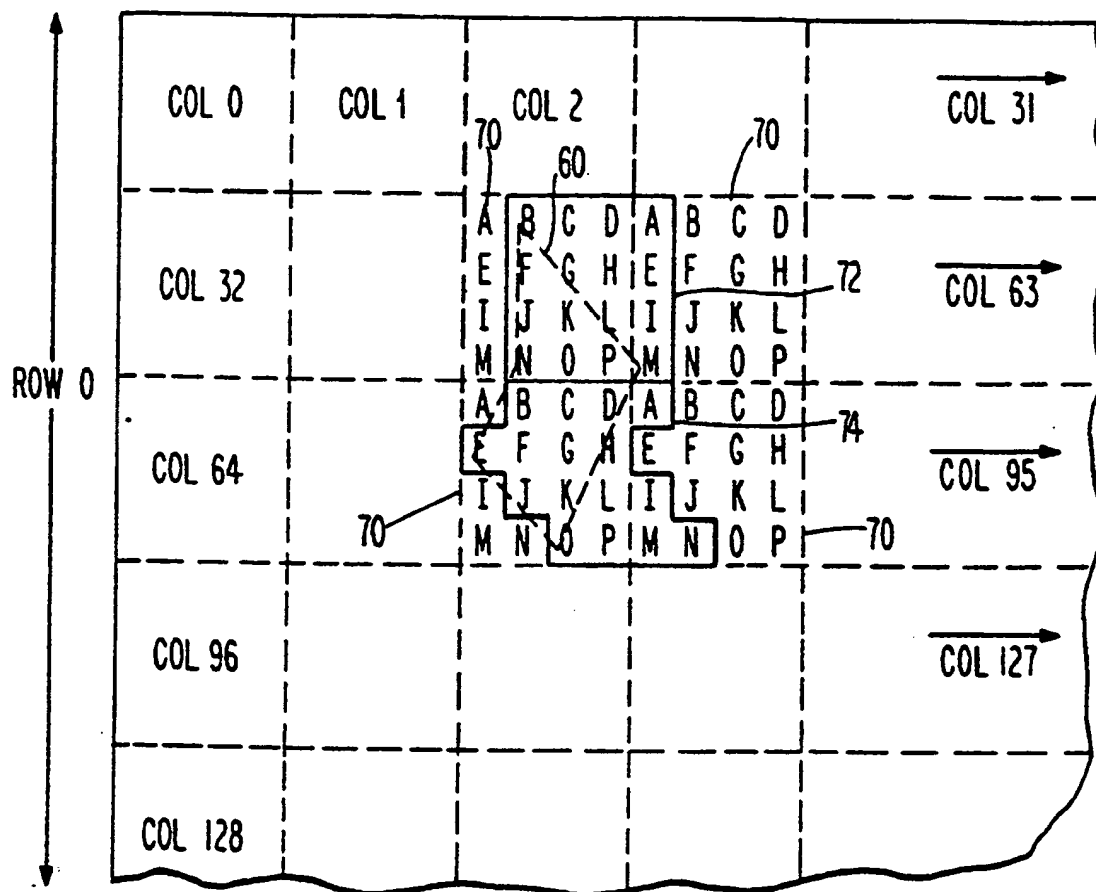 COL 0 COL 1 COL 2 COL 31
70 60 70
A B C D A B C D
E F G H E F G H 72
COL 32 COL 63
I J K L I J K L
M N O P M N O P
ROW 0
A B C D A B C D 74
E F G H E F G H
COL 64 COL 95
I J K L I J K L
70 M N O P M N O P 70
COL 96 COL 127
COL 128